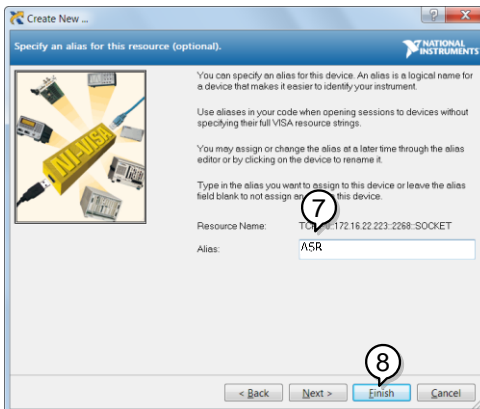 Create New ...
Specify an alias for this resource (optional).
NATIONAL
INSTRUMENTS
You can specify an alias for this device. An alias is a logical name for
a device that makes it easier to identify your instrument.
Use aliases in your code when opening sessions to devices without
specifying their full VISA resource strings.
You may assign or change the alias at a later time through the alias
editor or by clicking on the device to rename it.
Type in the alias you want to assign to this device or leave the alias
field blank to not assign an this device.
7
Resource Name: ::172.16.22.223::2268::SOCKET
Alias: ASR
NI-VISA
8
< Back Next > Finish Cancel